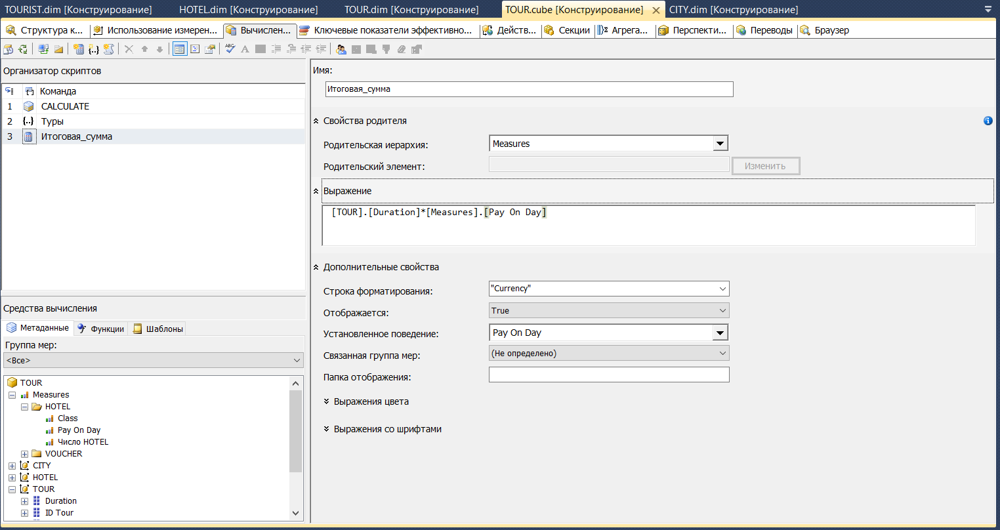 TOURIST.dim [Конструирование] HOTEL.dim [Конструирование] TOUR.dim [Конструирование] TOUR.cube [Конструирование] CITY.dim [Конструирование]
Структура к... Использование измерен... Вычислен... Ключевые показатели эффективно... Действ... Секции Агрега... Перспекти... Переводы Браузер
Организатор скриптов
Команда
1 CALCULATE
2 Туры
3 Итоговая_сумма
Средства вычисления
Метаданные Функции Шаблоны
Группа мер:
<Все>
TOUR
Measures
HOTEL
Class
Pay On Day
Число HOTEL
VOUCHER
CITY
HOTEL
TOUR
Duration
ID Tour
Имя:
Итоговая_сумма
Свойства родителя
Родительская иерархия: Measures
Родительский элемент: Изменить
Выражение
[TOUR].[Duration]*[Measures].[Pay On Day]
Дополнительные свойства
Строка форматирования: "Currency"
Отображается: True
Установленное поведение: Pay On Day
Связанная группа мер: (Не определено)
Папка отображения:
Выражения цвета
Выражения со шрифтами